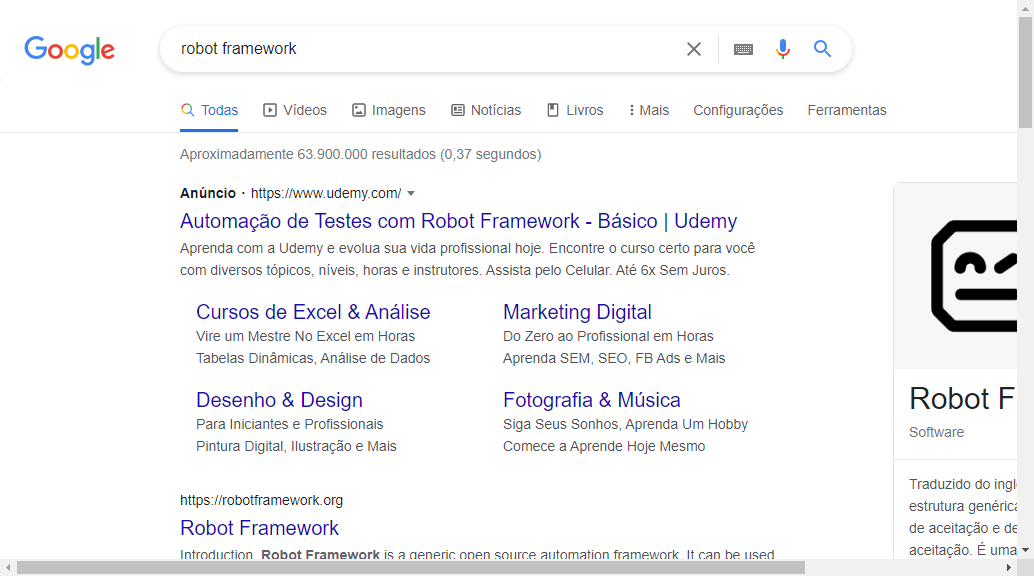 Google
robot framework
Todas Vídeos Imagens Notícias Livros Mais Configurações Ferramentas
Aproximadamente 63.900.000 resultados (0,37 segundos)
Anúncio · https://www.udemy.com/
Automação de Testes com Robot Framework - Básico | Udemy
Aprenda com a Udemy e evolua sua vida profissional hoje. Encontre o curso certo para você
com diversos tópicos, níveis, horas e instrutores. Assista pelo Celular. Até 6x Sem Juros.
Cursos de Excel & Análise
Vire um Mestre No Excel em Horas
Tabelas Dinâmicas, Análise de Dados
Marketing Digital
Do Zero ao Profissional em Horas
Aprenda SEM, SEO, FB Ads e Mais
Desenho & Design
Para Iniciantes e Profissionais
Pintura Digital, Ilustração e Mais
Fotografia & Música
Siga Seus Sonhos, Aprenda Um Hobby
Comece a Aprende Hoje Mesmo
https://robotframework.org
Robot Framework
Introduction. Robot Framework is a generic open source automation framework. It can be used
Robot F
Software
Traduzido do ingl
estrutura genérica
de aceitação e de
aceitação. É uma